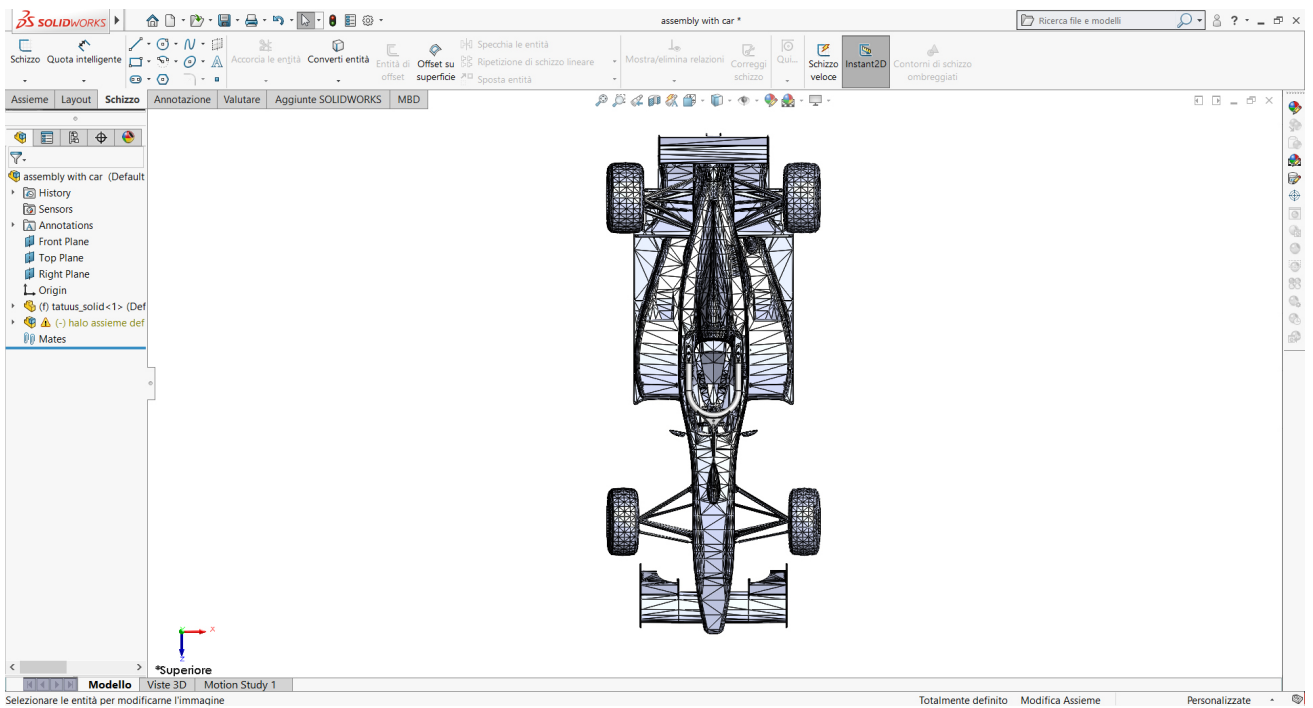 SOLIDWORKS
assembly with car *
Ricerca file e modelli
Schizzo
Quota intelligente
Accorcia le entità
Converti entità
Entità di offset
Offset su superficie
Specchia le entità
Ripetizione di schizzo lineare
Sposta entità
Mostra/elimina relazioni
Correggi schizzo
Qui...
Schizzo veloce
Instant2D
Contorni di schizzo ombreggiati
Assieme
Layout
Schizzo
Annotazione
Valutare
Aggiunte SOLIDWORKS
MBD
assembly with car (Default
History
Sensors
Annotations
Front Plane
Top Plane
Right Plane
Origin
(f) tatuus_solid<1> (Def
(-) halo assieme def
Mates
X
Z
*Superiore
Modello
Viste 3D
Motion Study 1
Selezionare le entità per modificarne l'immagine
Totalmente definito
Modifica Assieme
Personalizzate